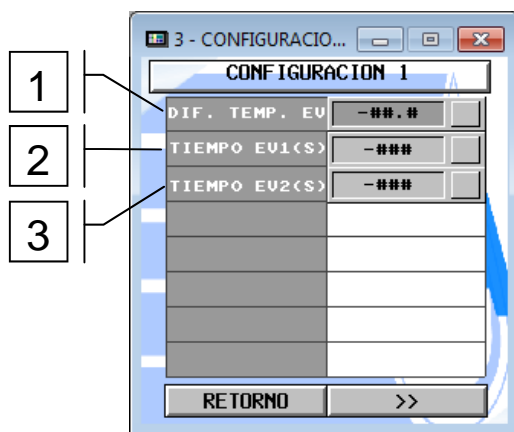 3 - CONFIGURACIO...
CONFIGURACION 1
1
DIF. TEMP. EV -##.#
2
TIEMPO EV1(S) -###
3
TIEMPO EV2(S) -###
RETORNO >>